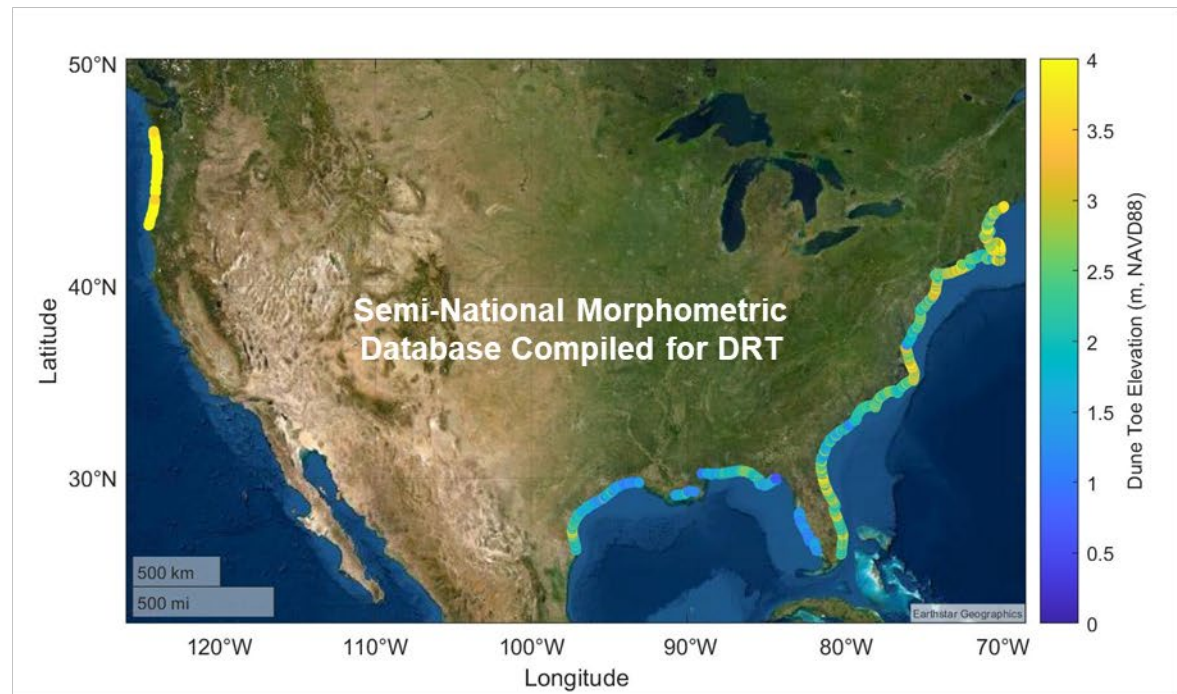 50°N
40°N
30°N
Latitude
Semi-National Morphometric
Database Compiled for DRT
500 km
500 mi
Earthstar Geographics
120°W
110°W
100°W
90°W
80°W
70°W
Longitude
4
3.5
3
2.5
2
1.5
1
0.5
0
Dune Toe Elevation (m, NAVD88)